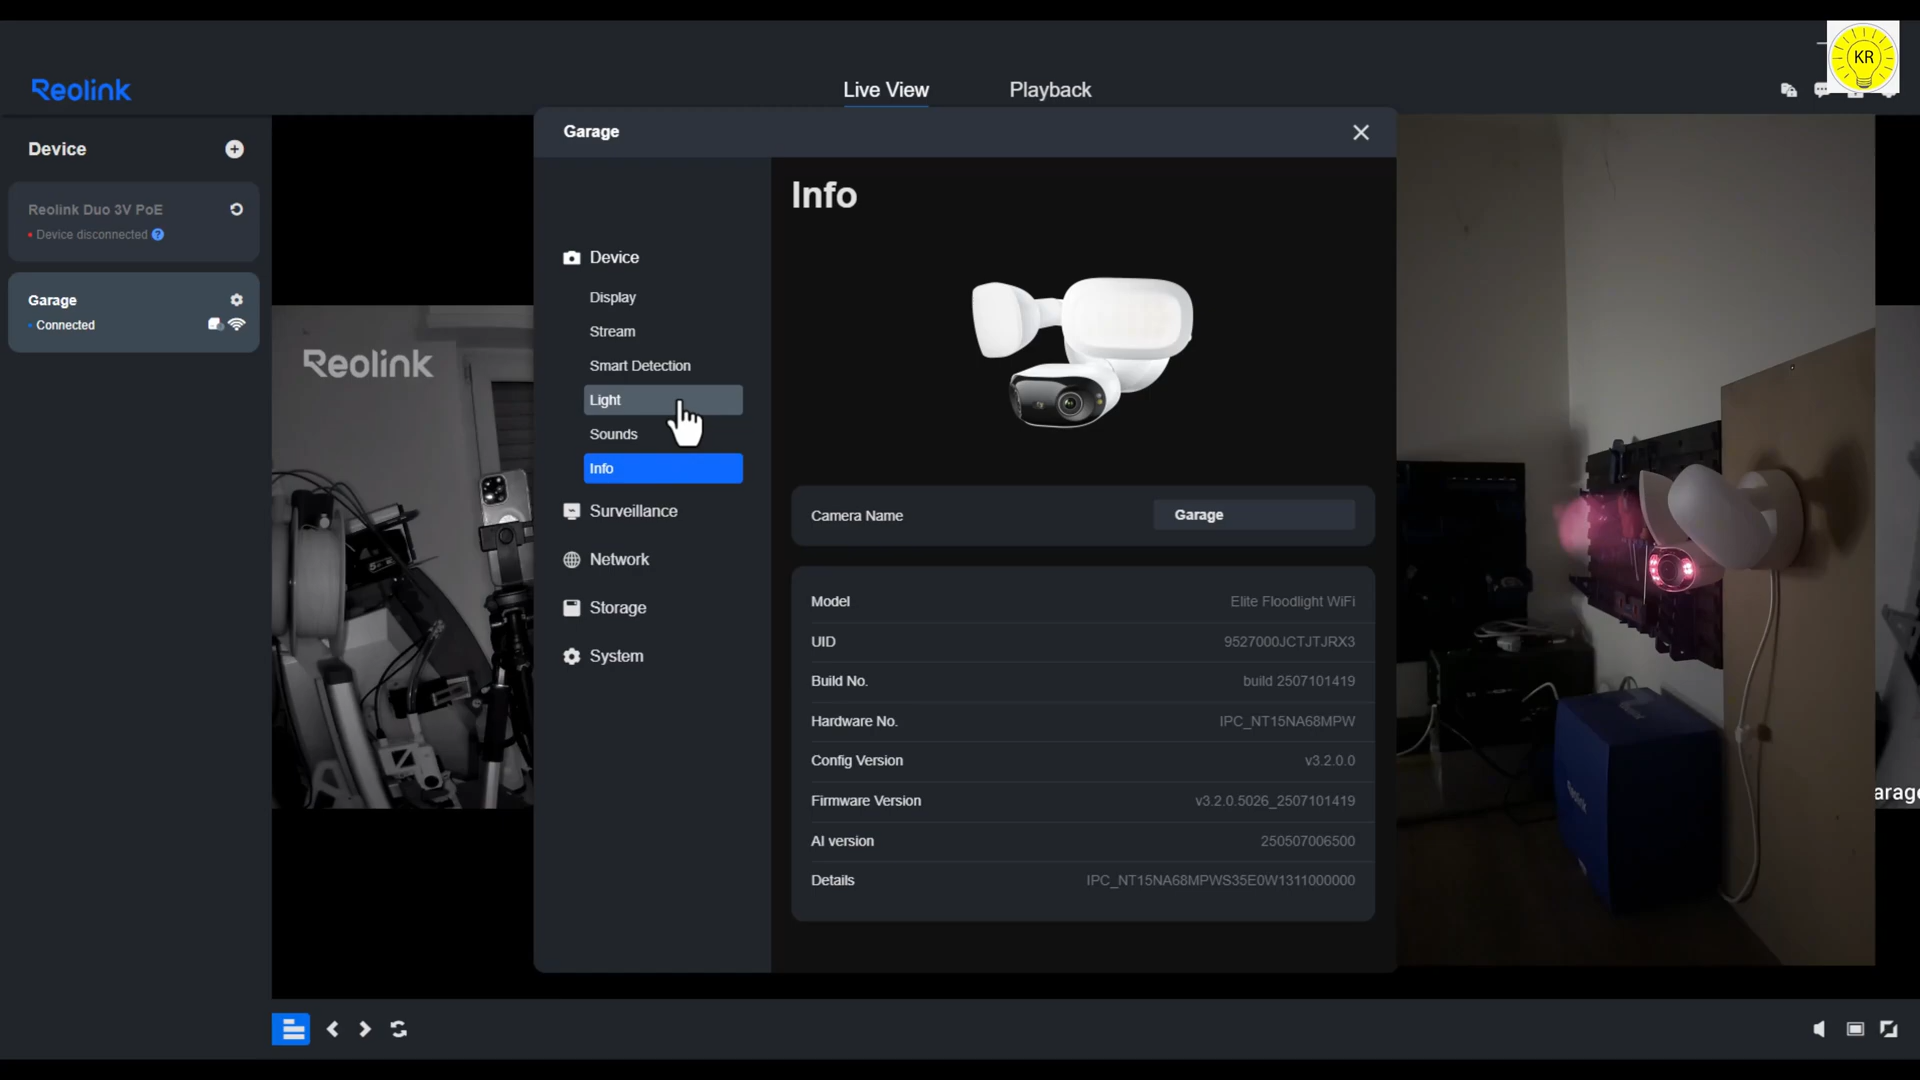 KR
Reolink
Live View
Playback
Device
Reolink Duo 3V PoE
Device disconnected ?
Garage
Connected
Reolink
Garage
Device
Display
Stream
Smart Detection
Light
Sounds
Info
Surveillance
Network
Storage
System
Info
Camera Name Garage
Model Elite Floodlight WiFi
UID 9527000JCTJTJRX3
Build No. build 2507101419
Hardware No. IPC_NT15NA68MPW
Config Version v3.2.0.0
Firmware Version v3.2.0.5026_2507101419
AI version 250507006500
Details IPC_NT15NA68MPWS35E0W1311000000
Reolink
Reolink
arage